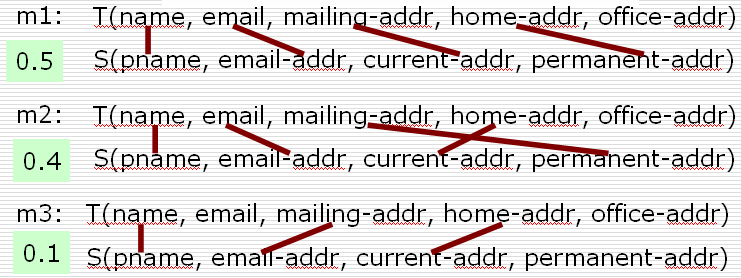 m1: T(name, email, mailing-addr, home-addr, office-addr)
0.5 S(pname, email-addr, current-addr, permanent-addr)
m2: T(name, email, mailing-addr, home-addr, office-addr)
0.4 S(pname, email-addr, current-addr, permanent-addr)
m3: T(name, email, mailing-addr, home-addr, office-addr)
0.1 S(pname, email-addr, current-addr, permanent-addr)